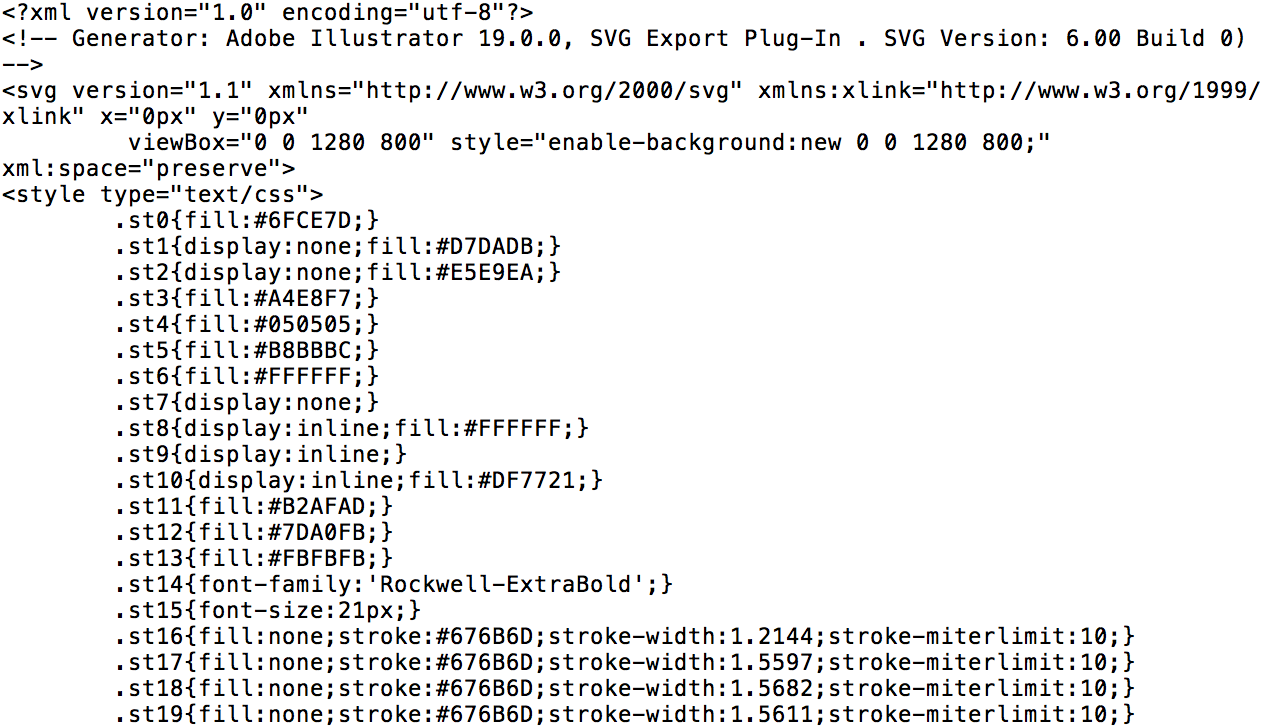 <?xml version="1.0" encoding="utf-8"?>
<!-- Generator: Adobe Illustrator 19.0.0, SVG Export Plug-In . SVG Version: 6.00 Build 0)
-->
<svg version="1.1" xmlns="http://www.w3.org/2000/svg" xmlns:xlink="http://www.w3.org/1999/
xlink" x="0px" y="0px"
         viewBox="0 0 1280 800" style="enable-background:new 0 0 1280 800;"
xml:space="preserve">
<style type="text/css">
        .st0{fill:#6FCE7D;}
        .st1{display:none;fill:#D7DADB;}
        .st2{display:none;fill:#E5E9EA;}
        .st3{fill:#A4E8F7;}
        .st4{fill:#050505;}
        .st5{fill:#B8BBBC;}
        .st6{fill:#FFFFFF;}
        .st7{display:none;}
        .st8{display:inline;fill:#FFFFFF;}
        .st9{display:inline;}
        .st10{display:inline;fill:#DF7721;}
        .st11{fill:#B2AFAD;}
        .st12{fill:#7DA0FB;}
        .st13{fill:#FBFBFB;}
        .st14{font-family:'Rockwell-ExtraBold';}
        .st15{font-size:21px;}
        .st16{fill:none;stroke:#676B6D;stroke-width:1.2144;stroke-miterlimit:10;}
        .st17{fill:none;stroke:#676B6D;stroke-width:1.5597;stroke-miterlimit:10;}
        .st18{fill:none;stroke:#676B6D;stroke-width:1.5682;stroke-miterlimit:10;}
        .st19{fill:none;stroke:#676B6D;stroke-width:1.5611;stroke-miterlimit:10;}